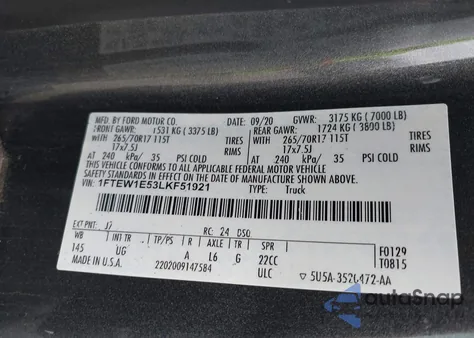 MFD. BY FORD MOTOR CO. 09/20 GVWR: 3175 KG ( 7000 LB)
FRONT GAWR: 1531 KG ( 3375 LB) REAR GAWR: 1724 KG ( 3800 LB)
265/70R17 115T TIRES 265/70R17 115T TIRES
17x7.5J RIMS 17x7.5J RIMS
AT 240 kPa/ 35 PSI COLD AT 240 kPa/ 35 PSI COLD
THIS VEHICLE CONFORMS TO ALL APPLICABLE FEDERAL MOTOR VEHICLE
SAFETY STANDARDS IN EFFECT ON THE DATE OF MANUFACTURE SHOWN ABOVE.
VIN: 1FTEW1E53LKF51921 TYPE: Truck
EXT PNT: J7 RC: 24 DSO:
WB INT TR TP/PS R AXLE TR SPR F0129
145 UG A L6 G 22CC T0815
MADE IN U.S.A. 2202009147584 ULC 5U5A-3520472-AA
autoSnap